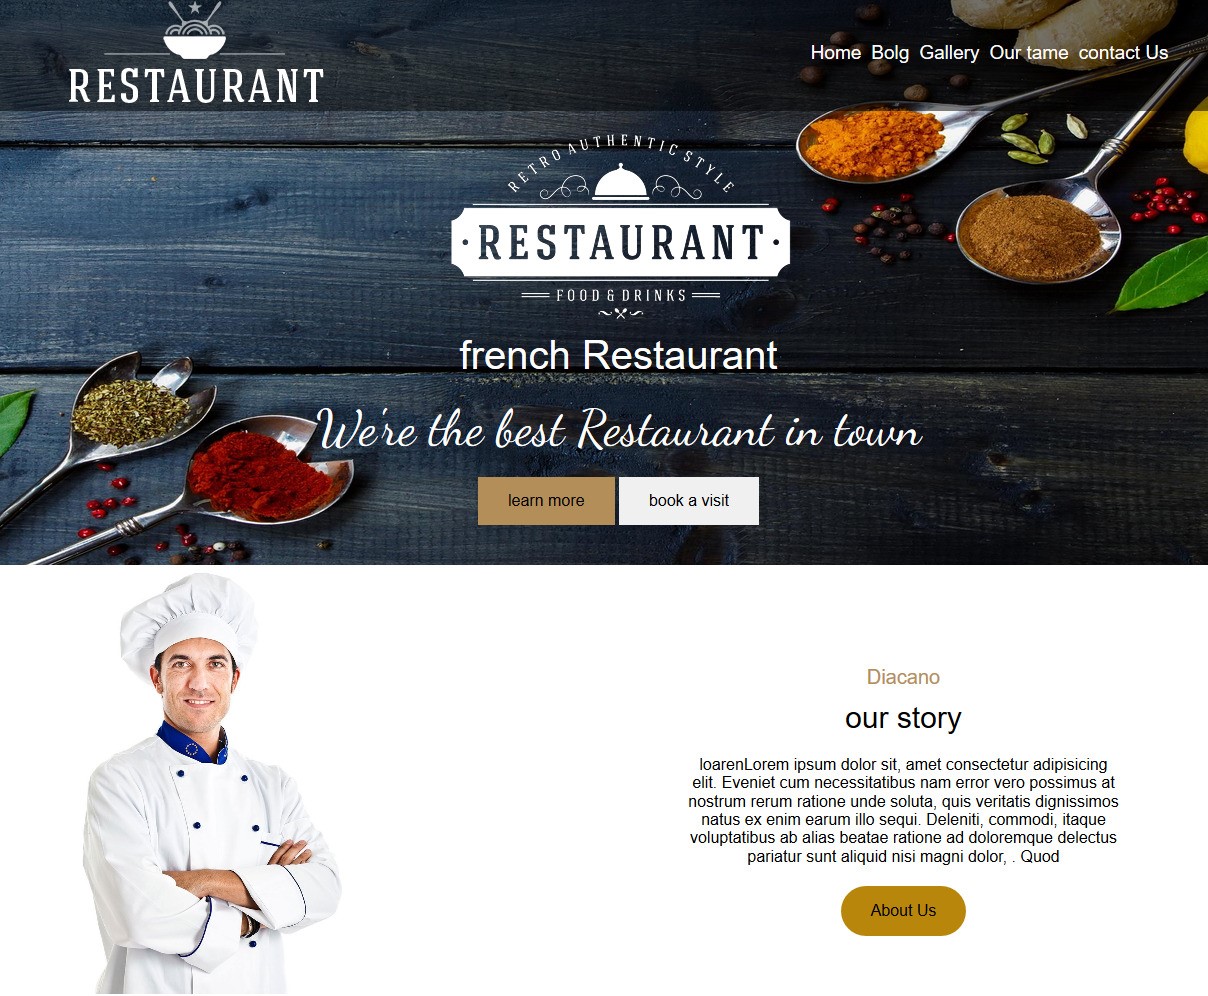 RESTAURANT
Home Bolg Gallery Our tame contact Us
RETRO AUTHENTIC STYLE
· RESTAURANT ·
FOOD & DRINKS
french Restaurant
We're the best Restaurant in town
learn more book a visit
Diacano
our story
loarenLorem ipsum dolor sit, amet consectetur adipisicing
elit. Eveniet cum necessitatibus nam error vero possimus at
nostrum rerum ratione unde soluta, quis veritatis dignissimos
natus ex enim earum illo sequi. Deleniti, commodi, itaque
voluptatibus ab alias beatae ratione ad doloremque delectus
pariatur sunt aliquid nisi magni dolor, . Quod
About Us